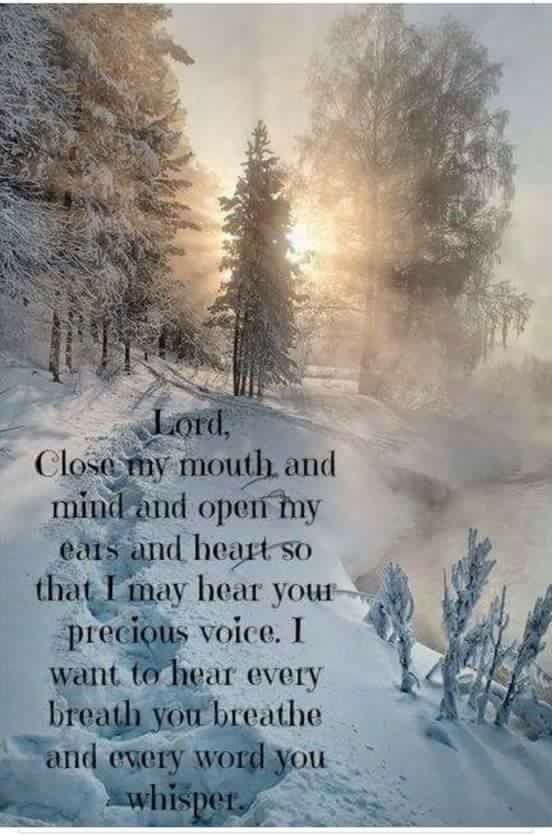 Lord,
Close my mouth and
mind and open my
ears and heart so
that I may hear your
precious voice. I
want to hear every
breath you breathe
and every word you
whisper.